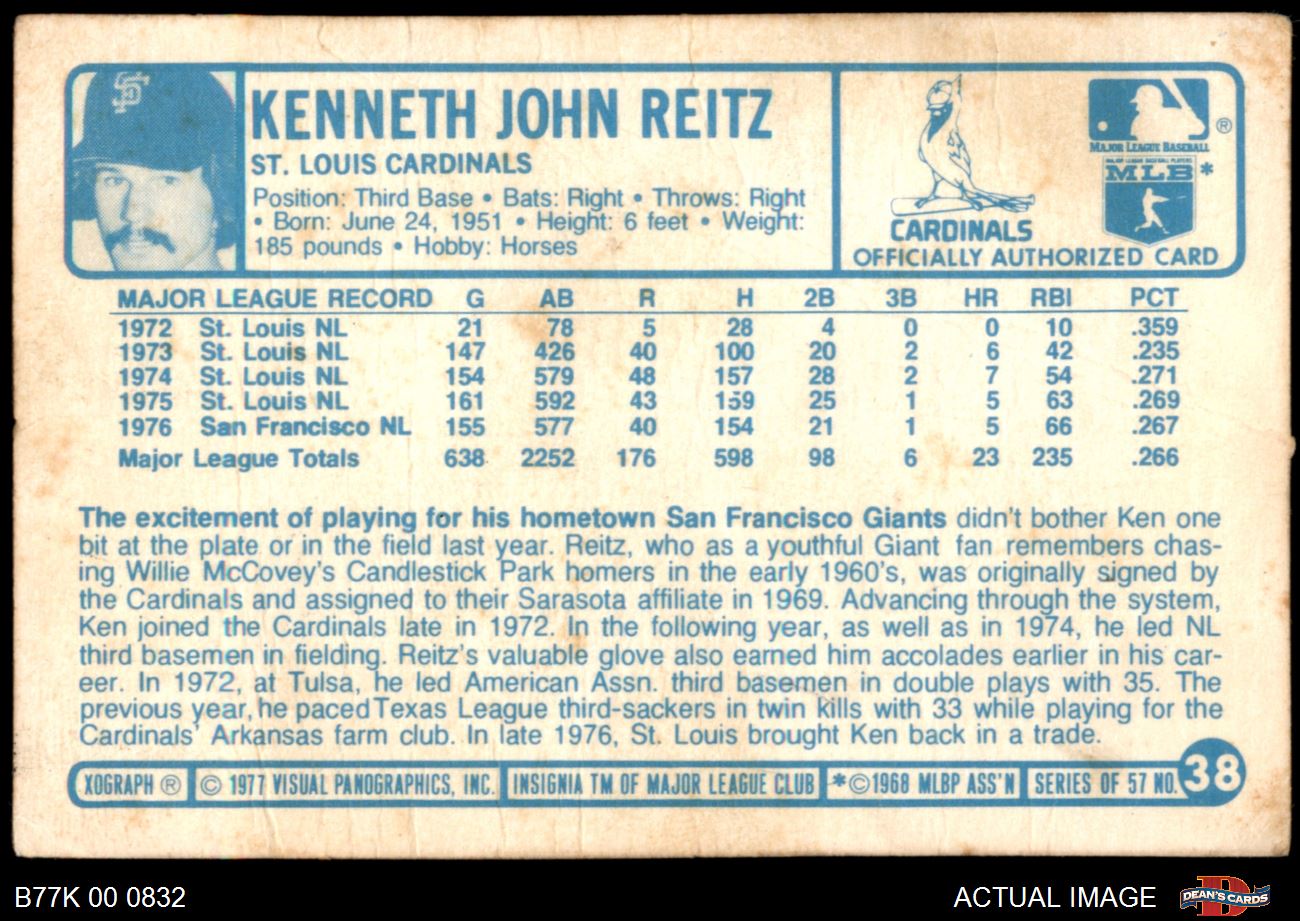 SF
KENNETH JOHN REITZ
ST. LOUIS CARDINALS
Position: Third Base • Bats: Right • Throws: Right
• Born: June 24, 1951 • Height: 6 feet • Weight:
185 pounds • Hobby: Horses
CARDINALS
OFFICIALLY AUTHORIZED CARD
®
MAJOR LEAGUE BASEBALL
MAJOR LEAGUE BASEBALL PLAYERS
MLB *
MAJOR LEAGUE RECORD G AB R H 2B 3B HR RBI PCT
1972 St. Louis NL 21 78 5 28 4 0 0 10 .359
1973 St. Louis NL 147 426 40 100 20 2 6 42 .235
1974 St. Louis NL 154 579 48 157 28 2 7 54 .271
1975 St. Louis NL 161 592 43 159 25 1 5 63 .269
1976 San Francisco NL 155 577 40 154 21 1 5 66 .267
Major League Totals 638 2252 176 598 98 6 23 235 .266
The excitement of playing for his hometown San Francisco Giants didn't bother Ken one
bit at the plate or in the field last year. Reitz, who as a youthful Giant fan remembers chas-
ing Willie McCovey's Candlestick Park homers in the early 1960's, was originally signed by
the Cardinals and assigned to their Sarasota affiliate in 1969. Advancing through the system,
Ken joined the Cardinals late in 1972. In the following year, as well as in 1974, he led NL
third basemen in fielding. Reitz's valuable glove also earned him accolades earlier in his car-
eer. In 1972, at Tulsa, he led American Assn. third basemen in double plays with 35. The
previous year, he paced Texas League third-sackers in twin kills with 33 while playing for the
Cardinals' Arkansas farm club. In late 1976, St. Louis brought Ken back in a trade.
XOGRAPH ® © 1977 VISUAL PANOGRAPHICS, INC. INSIGNIA TM OF MAJOR LEAGUE CLUB *©1968 MLBP ASS'N SERIES OF 57 NO. 38
B77K 00 0832
ACTUAL IMAGE
DEAN'S CARDS